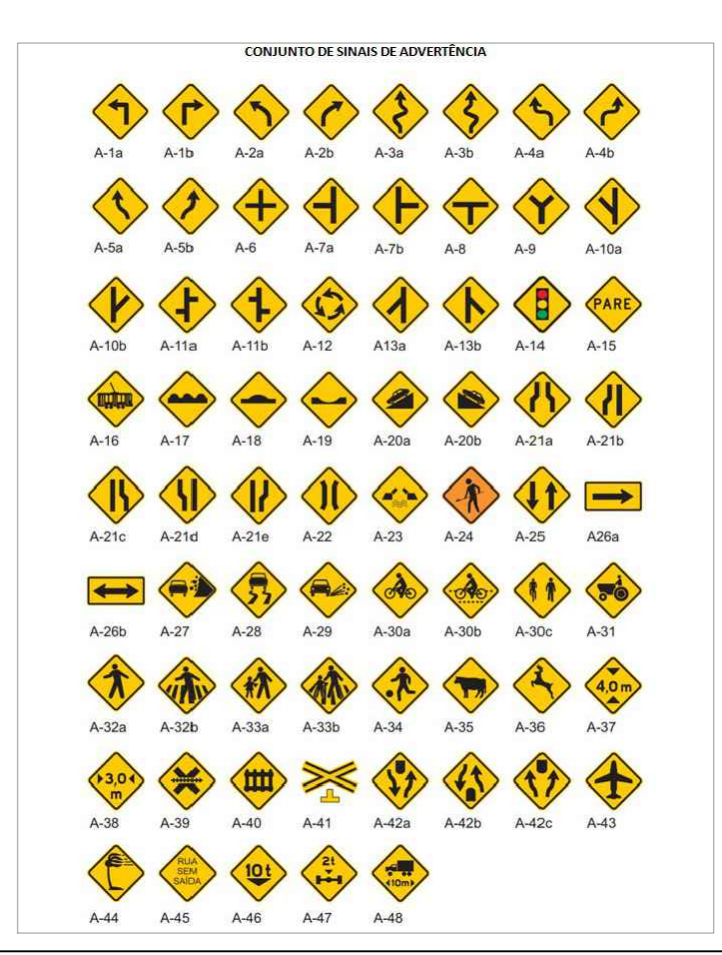 CONJUNTO DE SINAIS DE ADVERTÊNCIA
A-1a A-1b A-2a A-2b A-3a A-3b A-4a A-4b
A-5a A-5b A-6 A-7a A-7b A-8 A-9 A-10a
PARE
A-10b A-11a A-11b A-12 A13a A-13b A-14 A-15
A-16 A-17 A-18 A-19 A-20a A-20b A-21a A-21b
A-21c A-21d A-21e A-22 A-23 A-24 A-25 A26a
A-26b A-27 A-28 A-29 A-30a A-30b A-30c A-31
4,0 m
A-32a A-32b A-33a A-33b A-34 A-35 A-36 A-37
3,0
m
A-38 A-39 A-40 A-41 A-42a A-42b A-42c A-43
RUA
SEM
SAÍDA
10 t
2t
10m
A-44 A-45 A-46 A-47 A-48